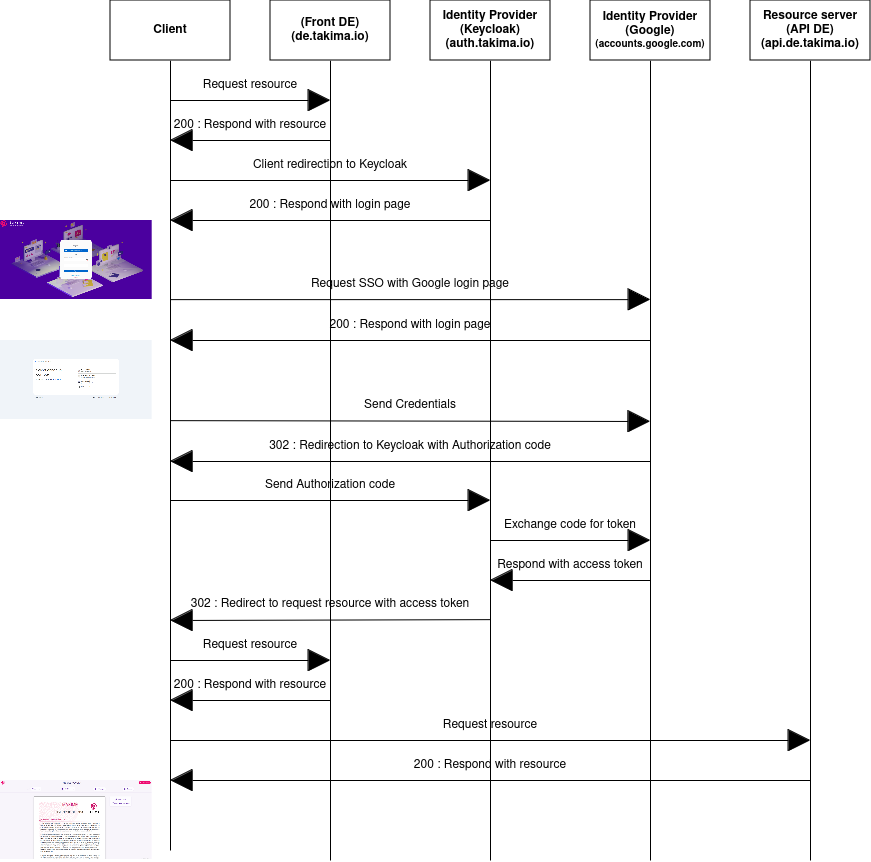 Client
(Front DE)
(de.takima.io)
Identity Provider
(Keycloak)
(auth.takima.io)
Identity Provider
(Google)
(accounts.google.com)
Resource server
(API DE)
(api.de.takima.io)
Request resource
200 : Respond with resource
Client redirection to Keycloak
200 : Respond with login page
Request SSO with Google login page
200 : Respond with login page
Send Credentials
302 : Redirection to Keycloak with Authorization code
Send Authorization code
Exchange code for token
Respond with access token
302 : Redirect to request resource with access token
Request resource
200 : Respond with resource
Request resource
200 : Respond with resource